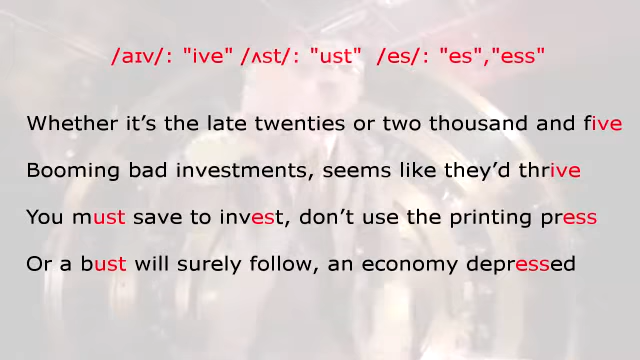 /aɪv/: "ive" /ʌst/: "ust" /es/: "es","ess"
Whether it's the late twenties or two thousand and five
Booming bad investments, seems like they'd thrive
You must save to invest, don't use the printing press
Or a bust will surely follow, an economy depressed